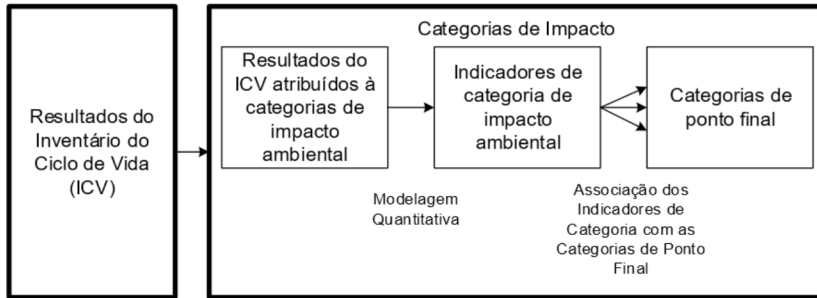 Categorias de Impacto
Resultados do
Inventário do
Ciclo de Vida
(ICV)
Resultados do
ICV atribuídos à
categorias de
impacto
ambiental
Indicadores de
categoria de
impacto
ambiental
Categorias de
ponto final
Modelagem
Quantitativa
Associação dos
Indicadores de
Categoria com as
Categorias de Ponto
Final